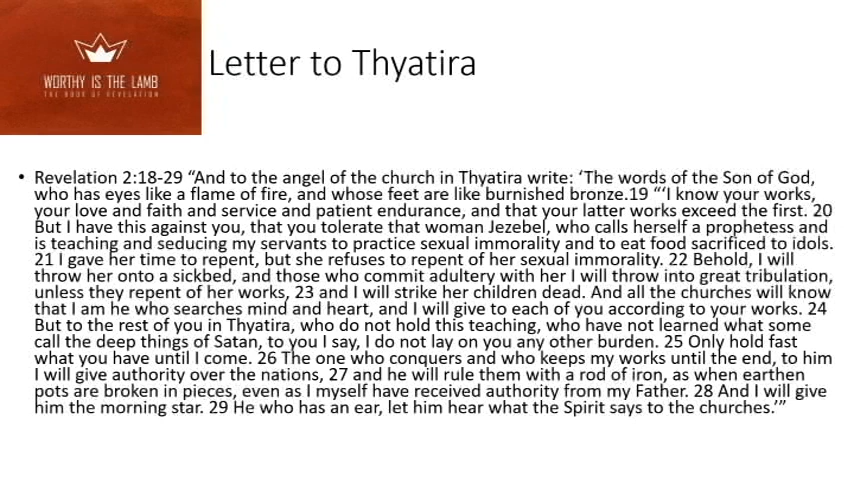 WORTHY IS THE LAMB
THE BOOK OF REVELATION
Letter to Thyatira
• Revelation 2:18-29 “And to the angel of the church in Thyatira write: ‘The words of the Son of God,
who has eyes like a flame of fire, and whose feet are like burnished bronze.19 “‘I know your works,
your love and faith and service and patient endurance, and that your latter works exceed the first. 20
But I have this against you, that you tolerate that woman Jezebel, who calls herself a prophetess and
is teaching and seducing my servants to practice sexual immorality and to eat food sacrificed to idols.
21 I gave her time to repent, but she refuses to repent of her sexual immorality. 22 Behold, I will
throw her onto a sickbed, and those who commit adultery with her I will throw into great tribulation,
unless they repent of her works, 23 and I will strike her children dead. And all the churches will know
that I am he who searches mind and heart, and I will give to each of you according to your works. 24
But to the rest of you in Thyatira, who do not hold this teaching, who have not learned what some
call the deep things of Satan, to you I say, I do not lay on you any other burden. 25 Only hold fast
what you have until I come. 26 The one who conquers and who keeps my works until the end, to him
I will give authority over the nations, 27 and he will rule them with a rod of iron, as when earthen
pots are broken in pieces, even as I myself have received authority from my Father. 28 And I will give
him the morning star. 29 He who has an ear, let him hear what the Spirit says to the churches.’”